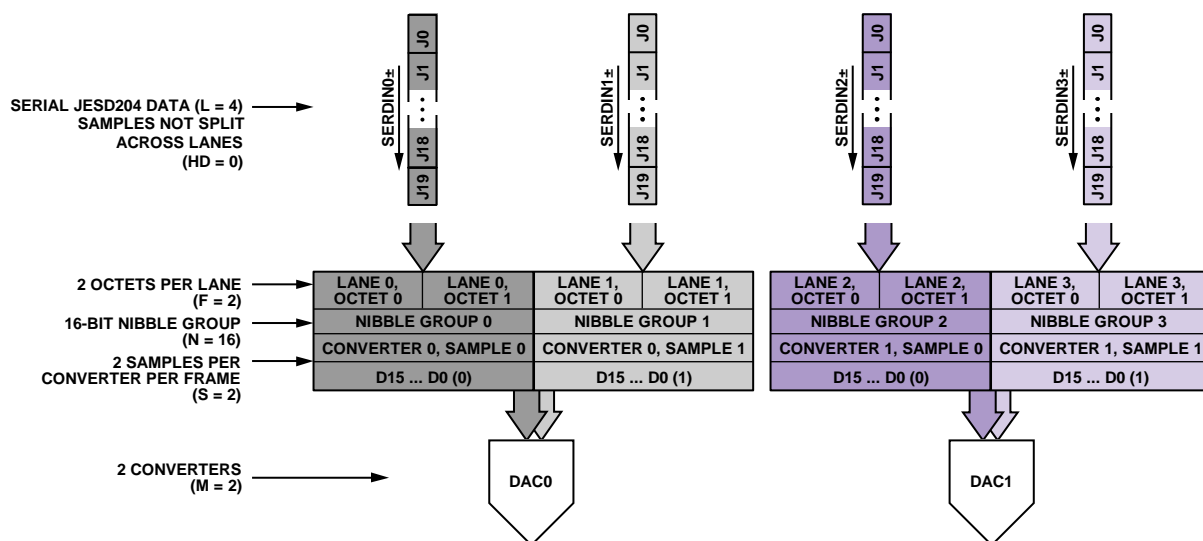 J0
J1
J18
J19
SERDIN0±
J0
J1
J18
J19
SERDIN1±
J0
J1
J18
J19
SERDIN2±
J0
J1
J18
J19
SERDIN3±
SERIAL JESD204 DATA (L = 4)
SAMPLES NOT SPLIT
ACROSS LANES
(HD = 0)
2 OCTETS PER LANE
(F = 2)
LANE 0,
OCTET 0
LANE 0,
OCTET 1
LANE 1,
OCTET 0
LANE 1,
OCTET 1
LANE 2,
OCTET 0
LANE 2,
OCTET 1
LANE 3,
OCTET 0
LANE 3,
OCTET 1
16-BIT NIBBLE GROUP
(N = 16)
NIBBLE GROUP 0
NIBBLE GROUP 1
NIBBLE GROUP 2
NIBBLE GROUP 3
2 SAMPLES PER
CONVERTER PER FRAME
(S = 2)
CONVERTER 0, SAMPLE 0
CONVERTER 0, SAMPLE 1
CONVERTER 1, SAMPLE 0
CONVERTER 1, SAMPLE 1
D15 ... D0 (0)
D15 ... D0 (1)
D15 ... D0 (0)
D15 ... D0 (1)
2 CONVERTERS
(M = 2)
DAC0
DAC1